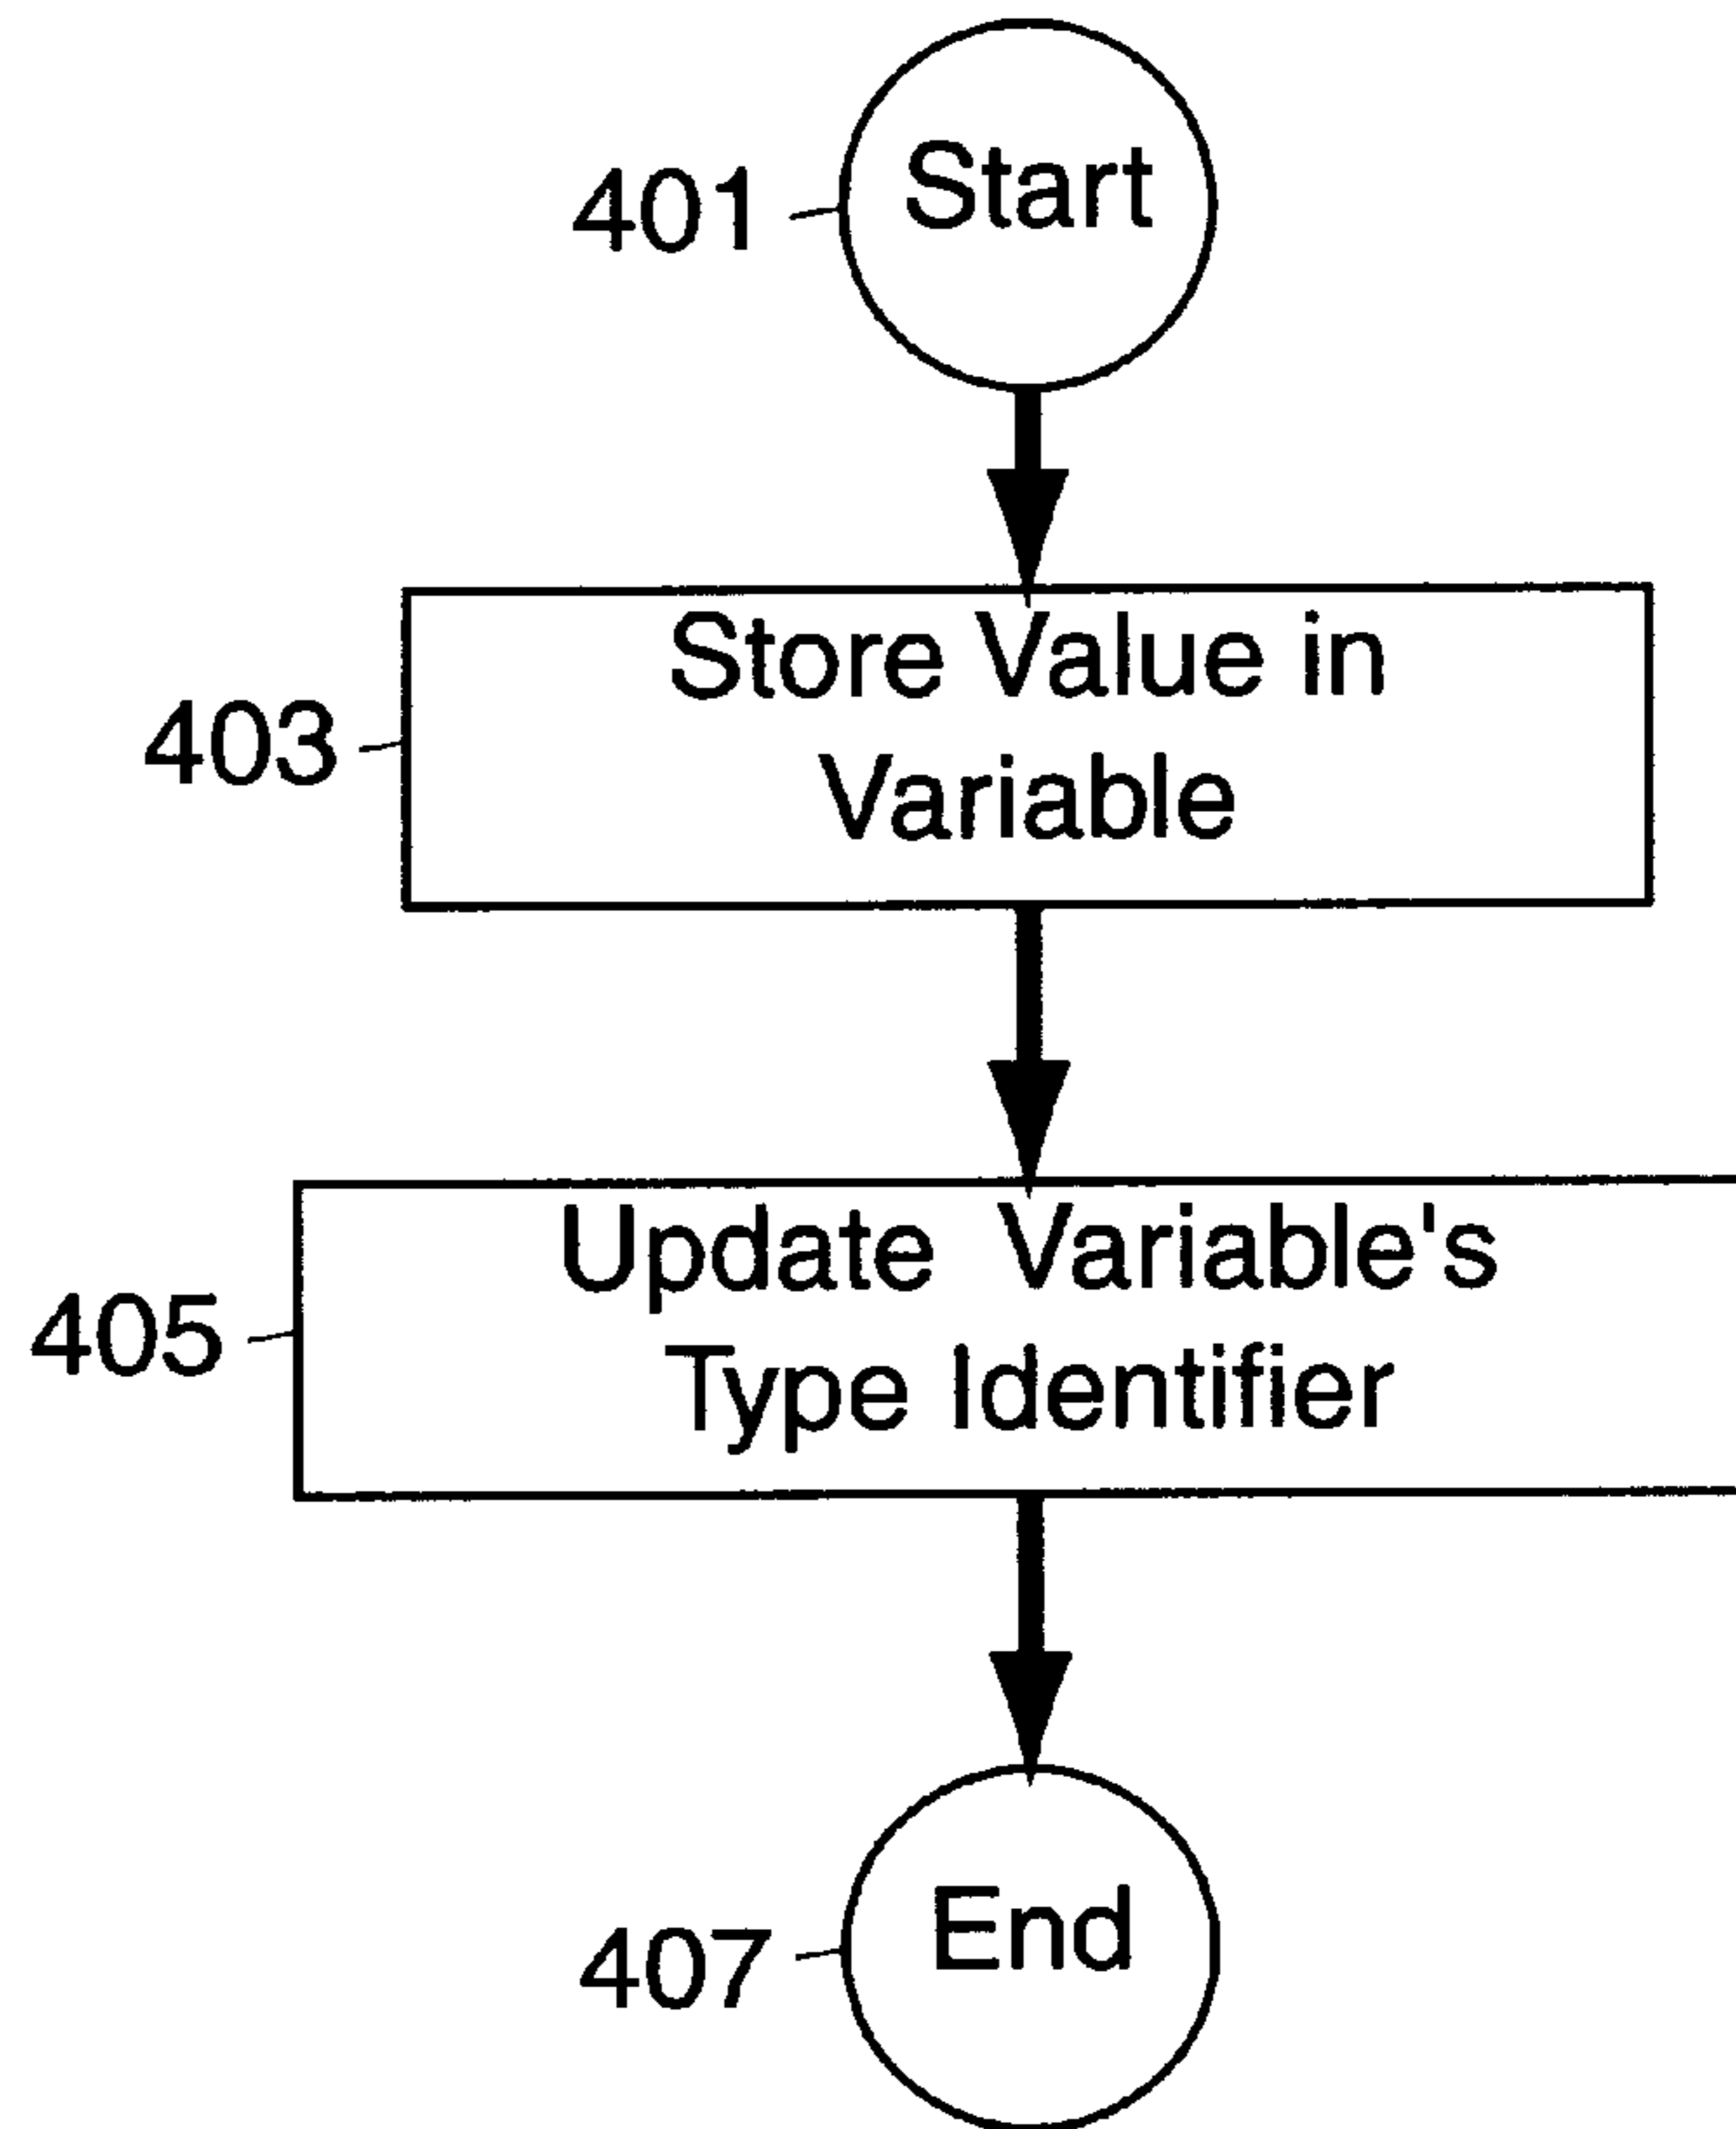 401
Start
403
Store Value in
Variable
405
Update Variable's
Type Identifier
407
End